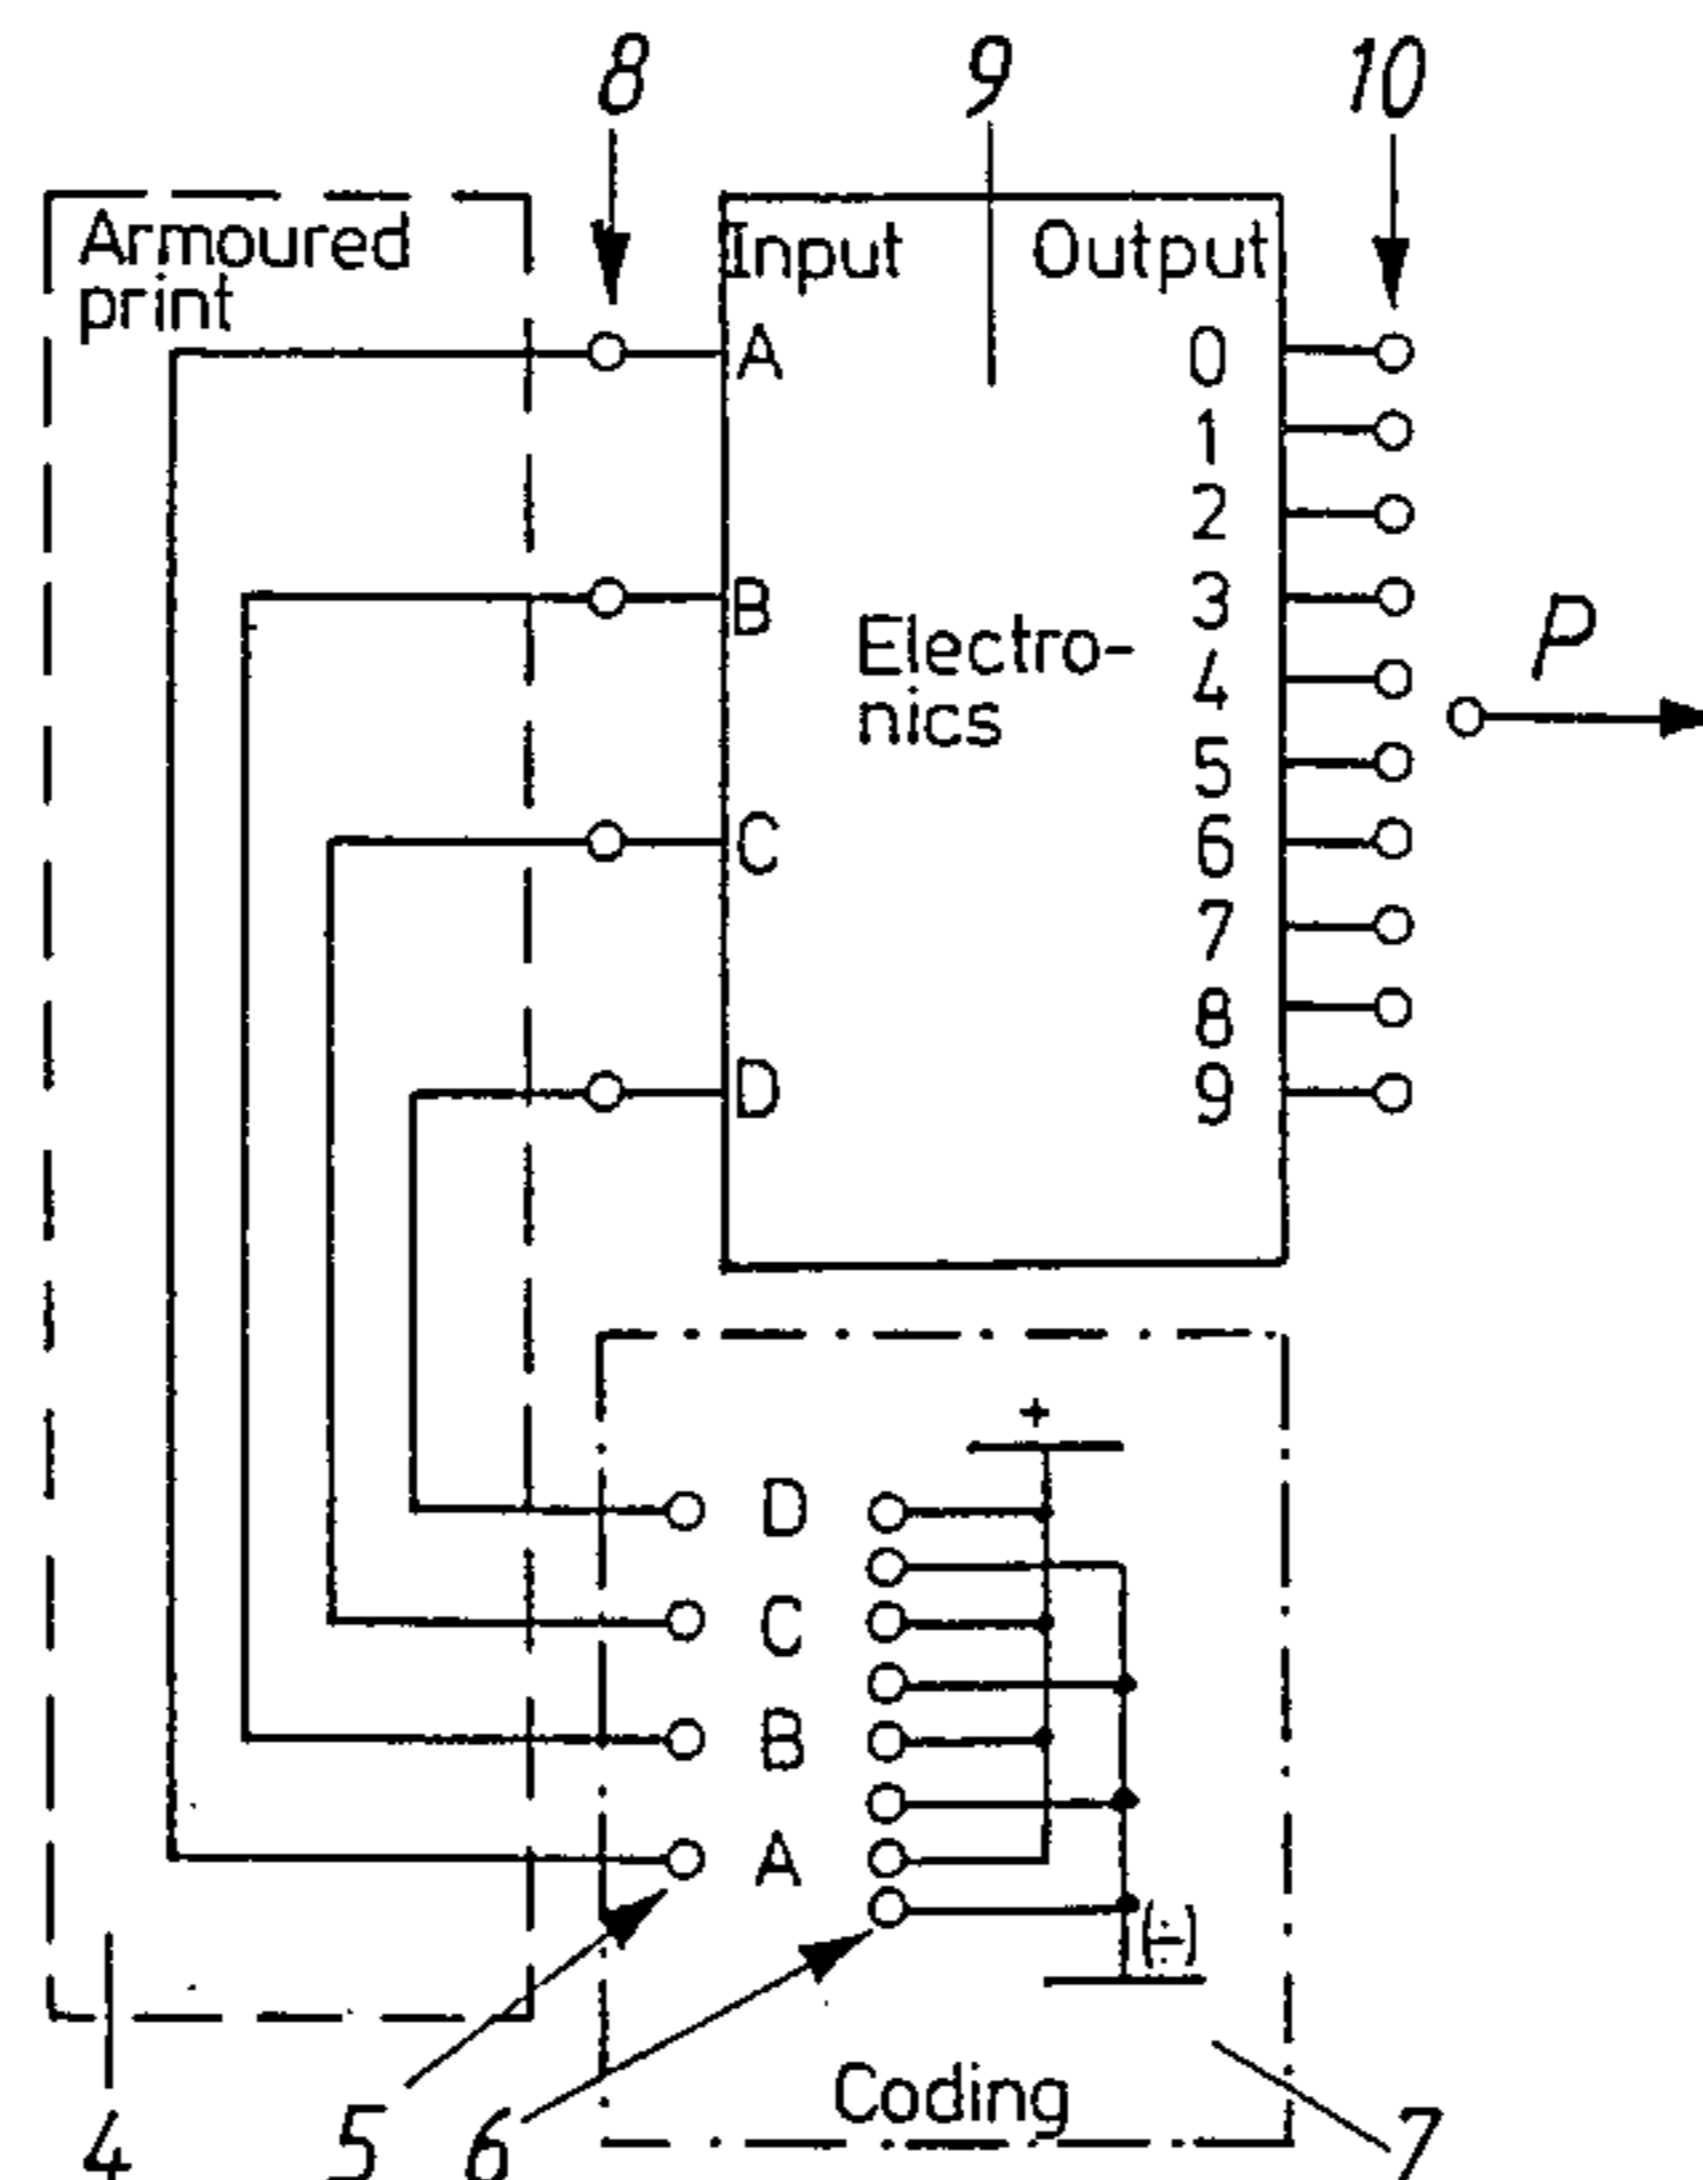 8 9 10
Armoured
print
Input Output
A 0
1
2
B 3
Electro-
nics
4
P
5
C 6
7
8
D 9
+
D
C
B
A
(÷)
Coding
4 5 6 7